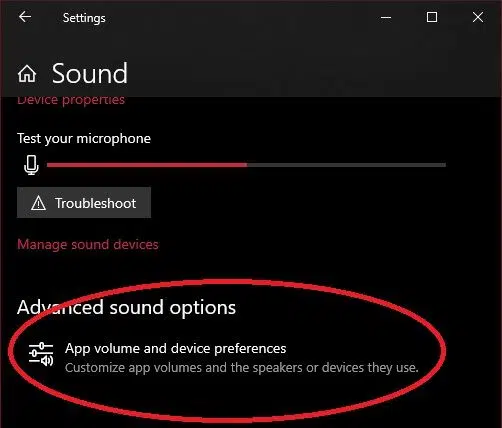 Settings
Sound
Device properties
Test your microphone
Troubleshoot
Manage sound devices
Advanced sound options
App volume and device preferences
Customize app volumes and the speakers or devices they use.